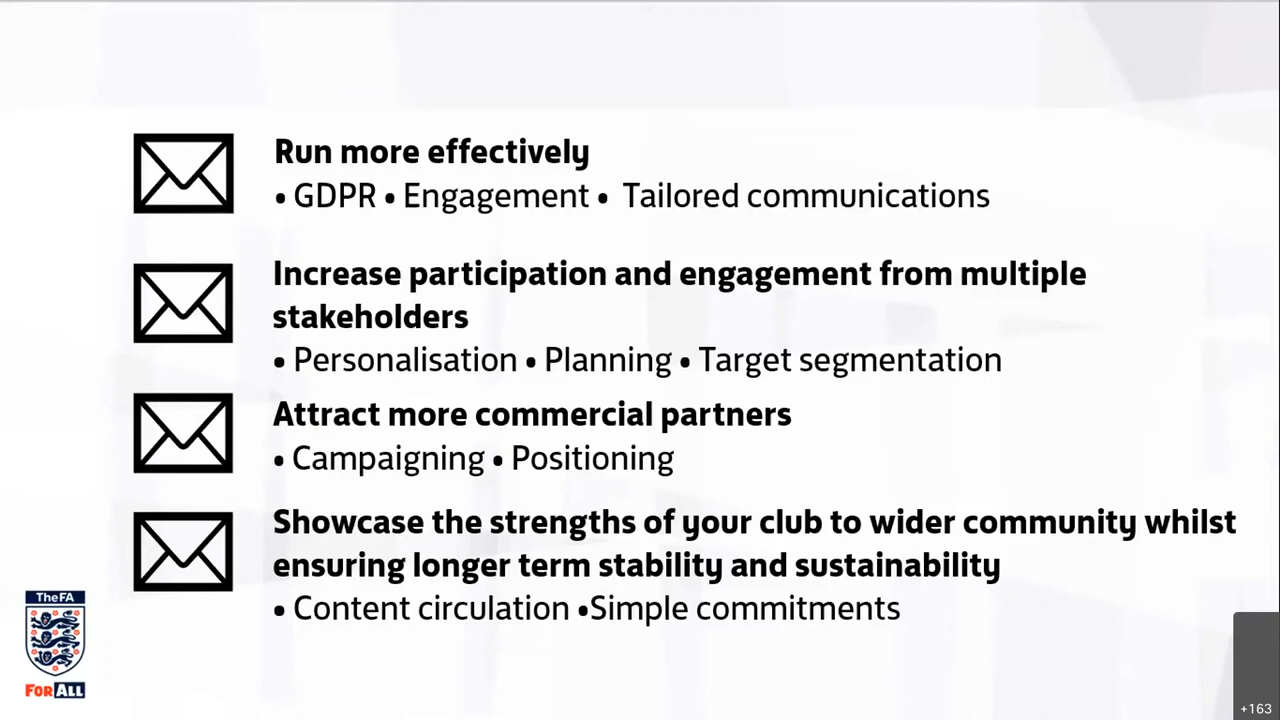 Run more effectively
• GDPR • Engagement •  Tailored communications
Increase participation and engagement from multiple
stakeholders
• Personalisation • Planning • Target segmentation
Attract more commercial partners
• Campaigning • Positioning
Showcase the strengths of your club to wider community whilst
ensuring longer term stability and sustainability
• Content circulation •Simple commitments
TheFA
FORALL
+163